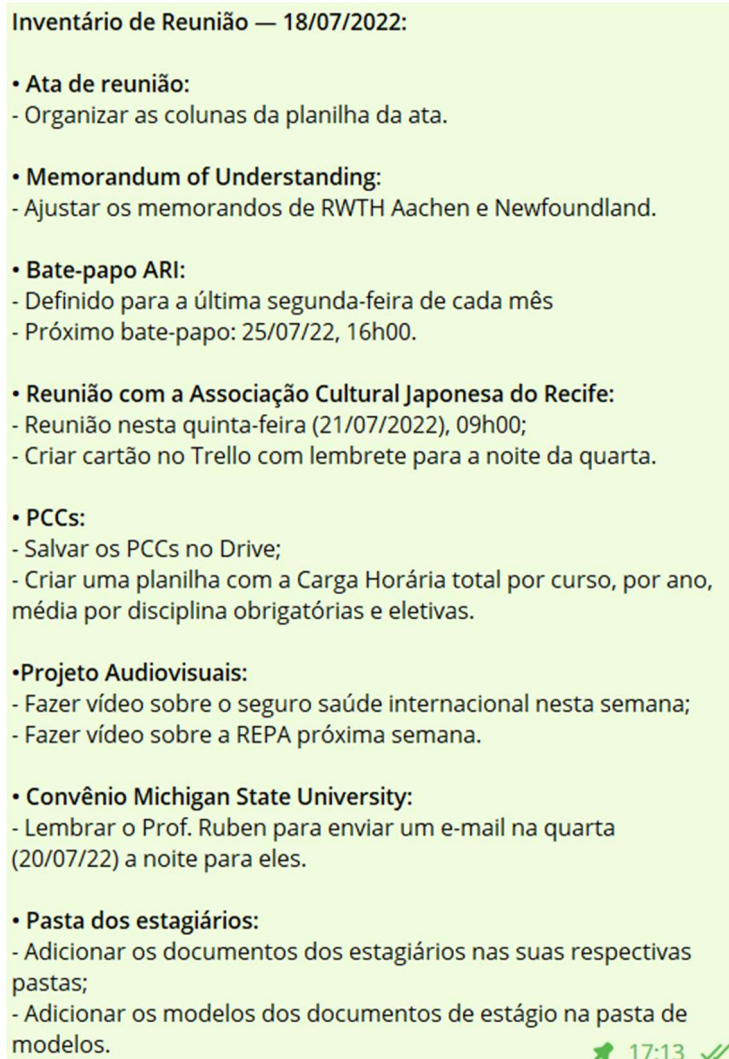 Inventário de Reunião — 18/07/2022:
• Ata de reunião:
- Organizar as colunas da planilha da ata.
• Memorandum of Understanding:
- Ajustar os memorandos de RWTH Aachen e Newfoundland.
• Bate-papo ARI:
- Definido para a última segunda-feira de cada mês
- Próximo bate-papo: 25/07/22, 16h00.
• Reunião com a Associação Cultural Japonesa do Recife:
- Reunião nesta quinta-feira (21/07/2022), 09h00;
- Criar cartão no Trello com lembrete para a noite da quarta.
• PCCs:
- Salvar os PCCs no Drive;
- Criar uma planilha com a Carga Horária total por curso, por ano,
média por disciplina obrigatórias e eletivas.
•Projeto Audiovisuais:
- Fazer vídeo sobre o seguro saúde internacional nesta semana;
- Fazer vídeo sobre a REPA próxima semana.
• Convênio Michigan State University:
- Lembrar o Prof. Ruben para enviar um e-mail na quarta
(20/07/22) a noite para eles.
• Pasta dos estagiários:
- Adicionar os documentos dos estagiários nas suas respectivas
pastas;
- Adicionar os modelos dos documentos de estágio na pasta de
modelos.
17:13